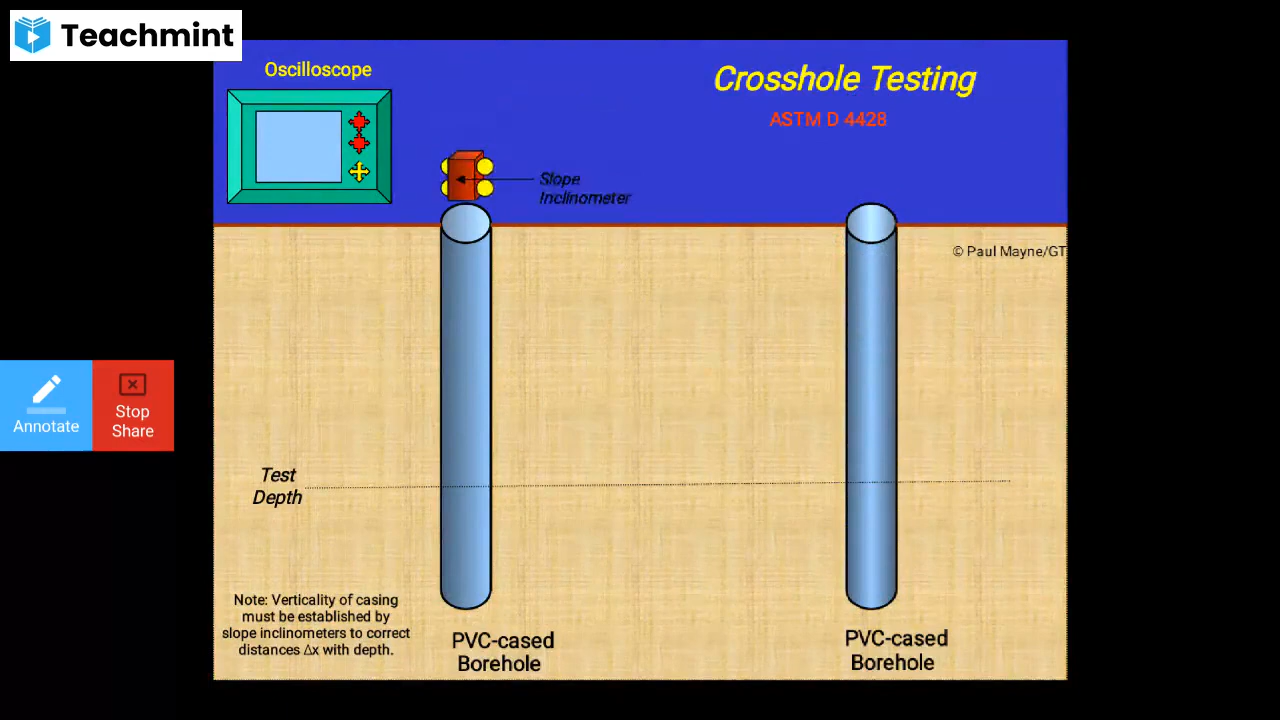 Teachmint
Oscilloscope
Crosshole Testing
ASTM D 4428
Slope
Inclinometer
© Paul Mayne/GT
Annotate
Stop
Share
Test
Depth
Note: Verticality of casing
must be established by
slope inclinometers to correct
distances Δx with depth.
PVC-cased
Borehole
PVC-cased
Borehole